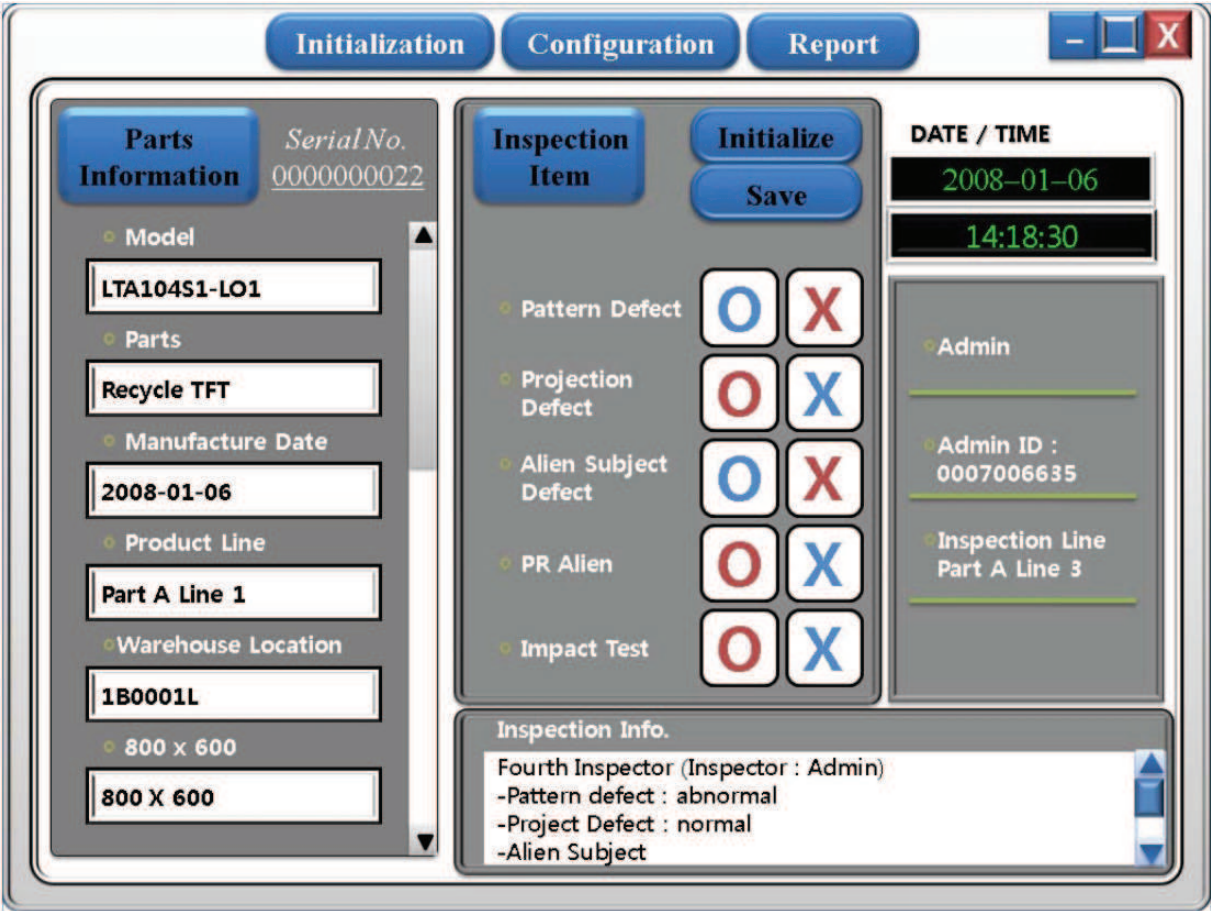 Initialization
Configuration
Report
X
Parts
Information
Serial No.
0000000022
Model
LTA104S1-LO1
Parts
Recycle TFT
Manufacture Date
2008-01-06
Product Line
Part A Line 1
Warehouse Location
1B0001L
800 x 600
800 X 600
Inspection
Item
Initialize
Save
Pattern Defect
O X
Projection
Defect
O X
Alien Subject
Defect
O X
PR Alien
O X
Impact Test
O X
DATE / TIME
2008-01-06
14:18:30
Admin
Admin ID :
0007006635
Inspection Line
Part A Line 3
Inspection Info.
Fourth Inspector (Inspector : Admin)
-Pattern defect : abnormal
-Project Defect : normal
-Alien Subject